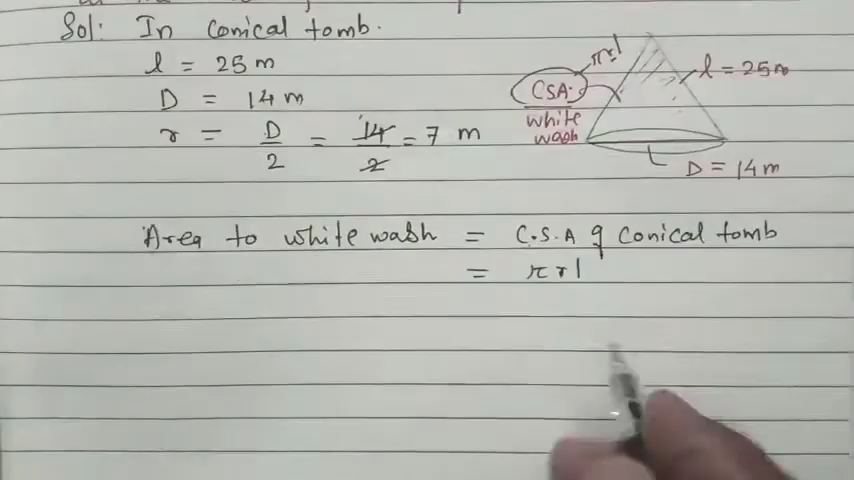 Sol: In Conical tomb.
l = 25 m
D = 14 m
r = D/2 = 14/2 = 7 m
πrl
CSA.
white
wash
l = 25m
D = 14 m
Area to white wash = C.S.A of Conical tomb
= πrl